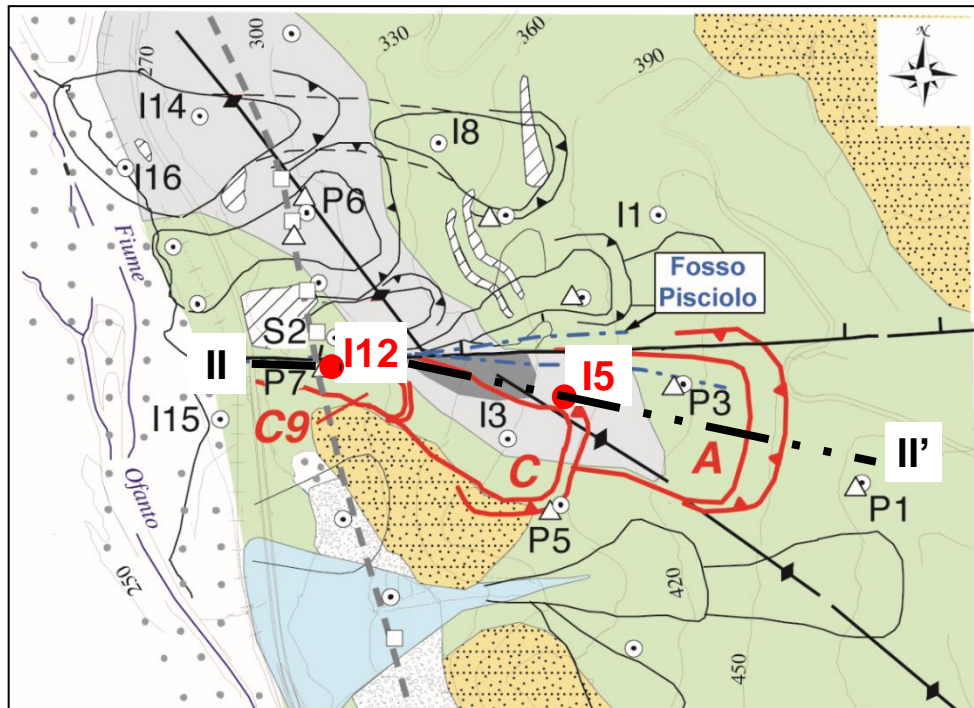 N
270
300
330
360
390
I14
I8
I16
P6
I1
Fiume
Fosso
Pisciolo
S2
II
I12
I5
P7
P3
I15
C9
I3
C
A
II'
P1
P5
Ofanto
250
420
450